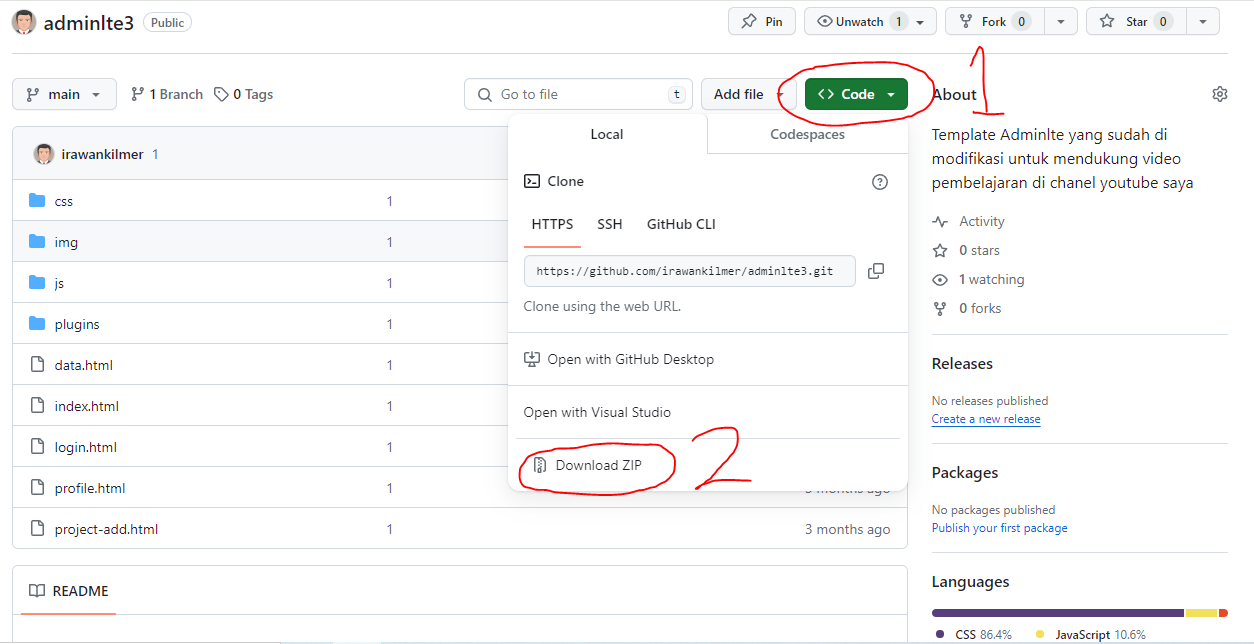 adminlte3 Public Pin Unwatch 1 Fork 0 Star 0
1
main 1 Branch 0 Tags Go to file t Add file Code
irawankilmer 1
css 1
img 1
js 1
plugins 1
data.html 1
index.html 1
login.html 1
profile.html 1 3 months ago
project-add.html 1 3 months ago
README
Local Codespaces
Clone
HTTPS SSH GitHub CLI
https://github.com/irawankilmer/adminlte3.git
Clone using the web URL.
Open with GitHub Desktop
Open with Visual Studio
Download ZIP
2
About
Template Adminlte yang sudah di
modifikasi untuk mendukung video
pembelajaran di chanel youtube saya
Activity
0 stars
1 watching
0 forks
Releases
No releases published
Create a new release
Packages
No packages published
Publish your first package
Languages
CSS 86.4% JavaScript 10.6%